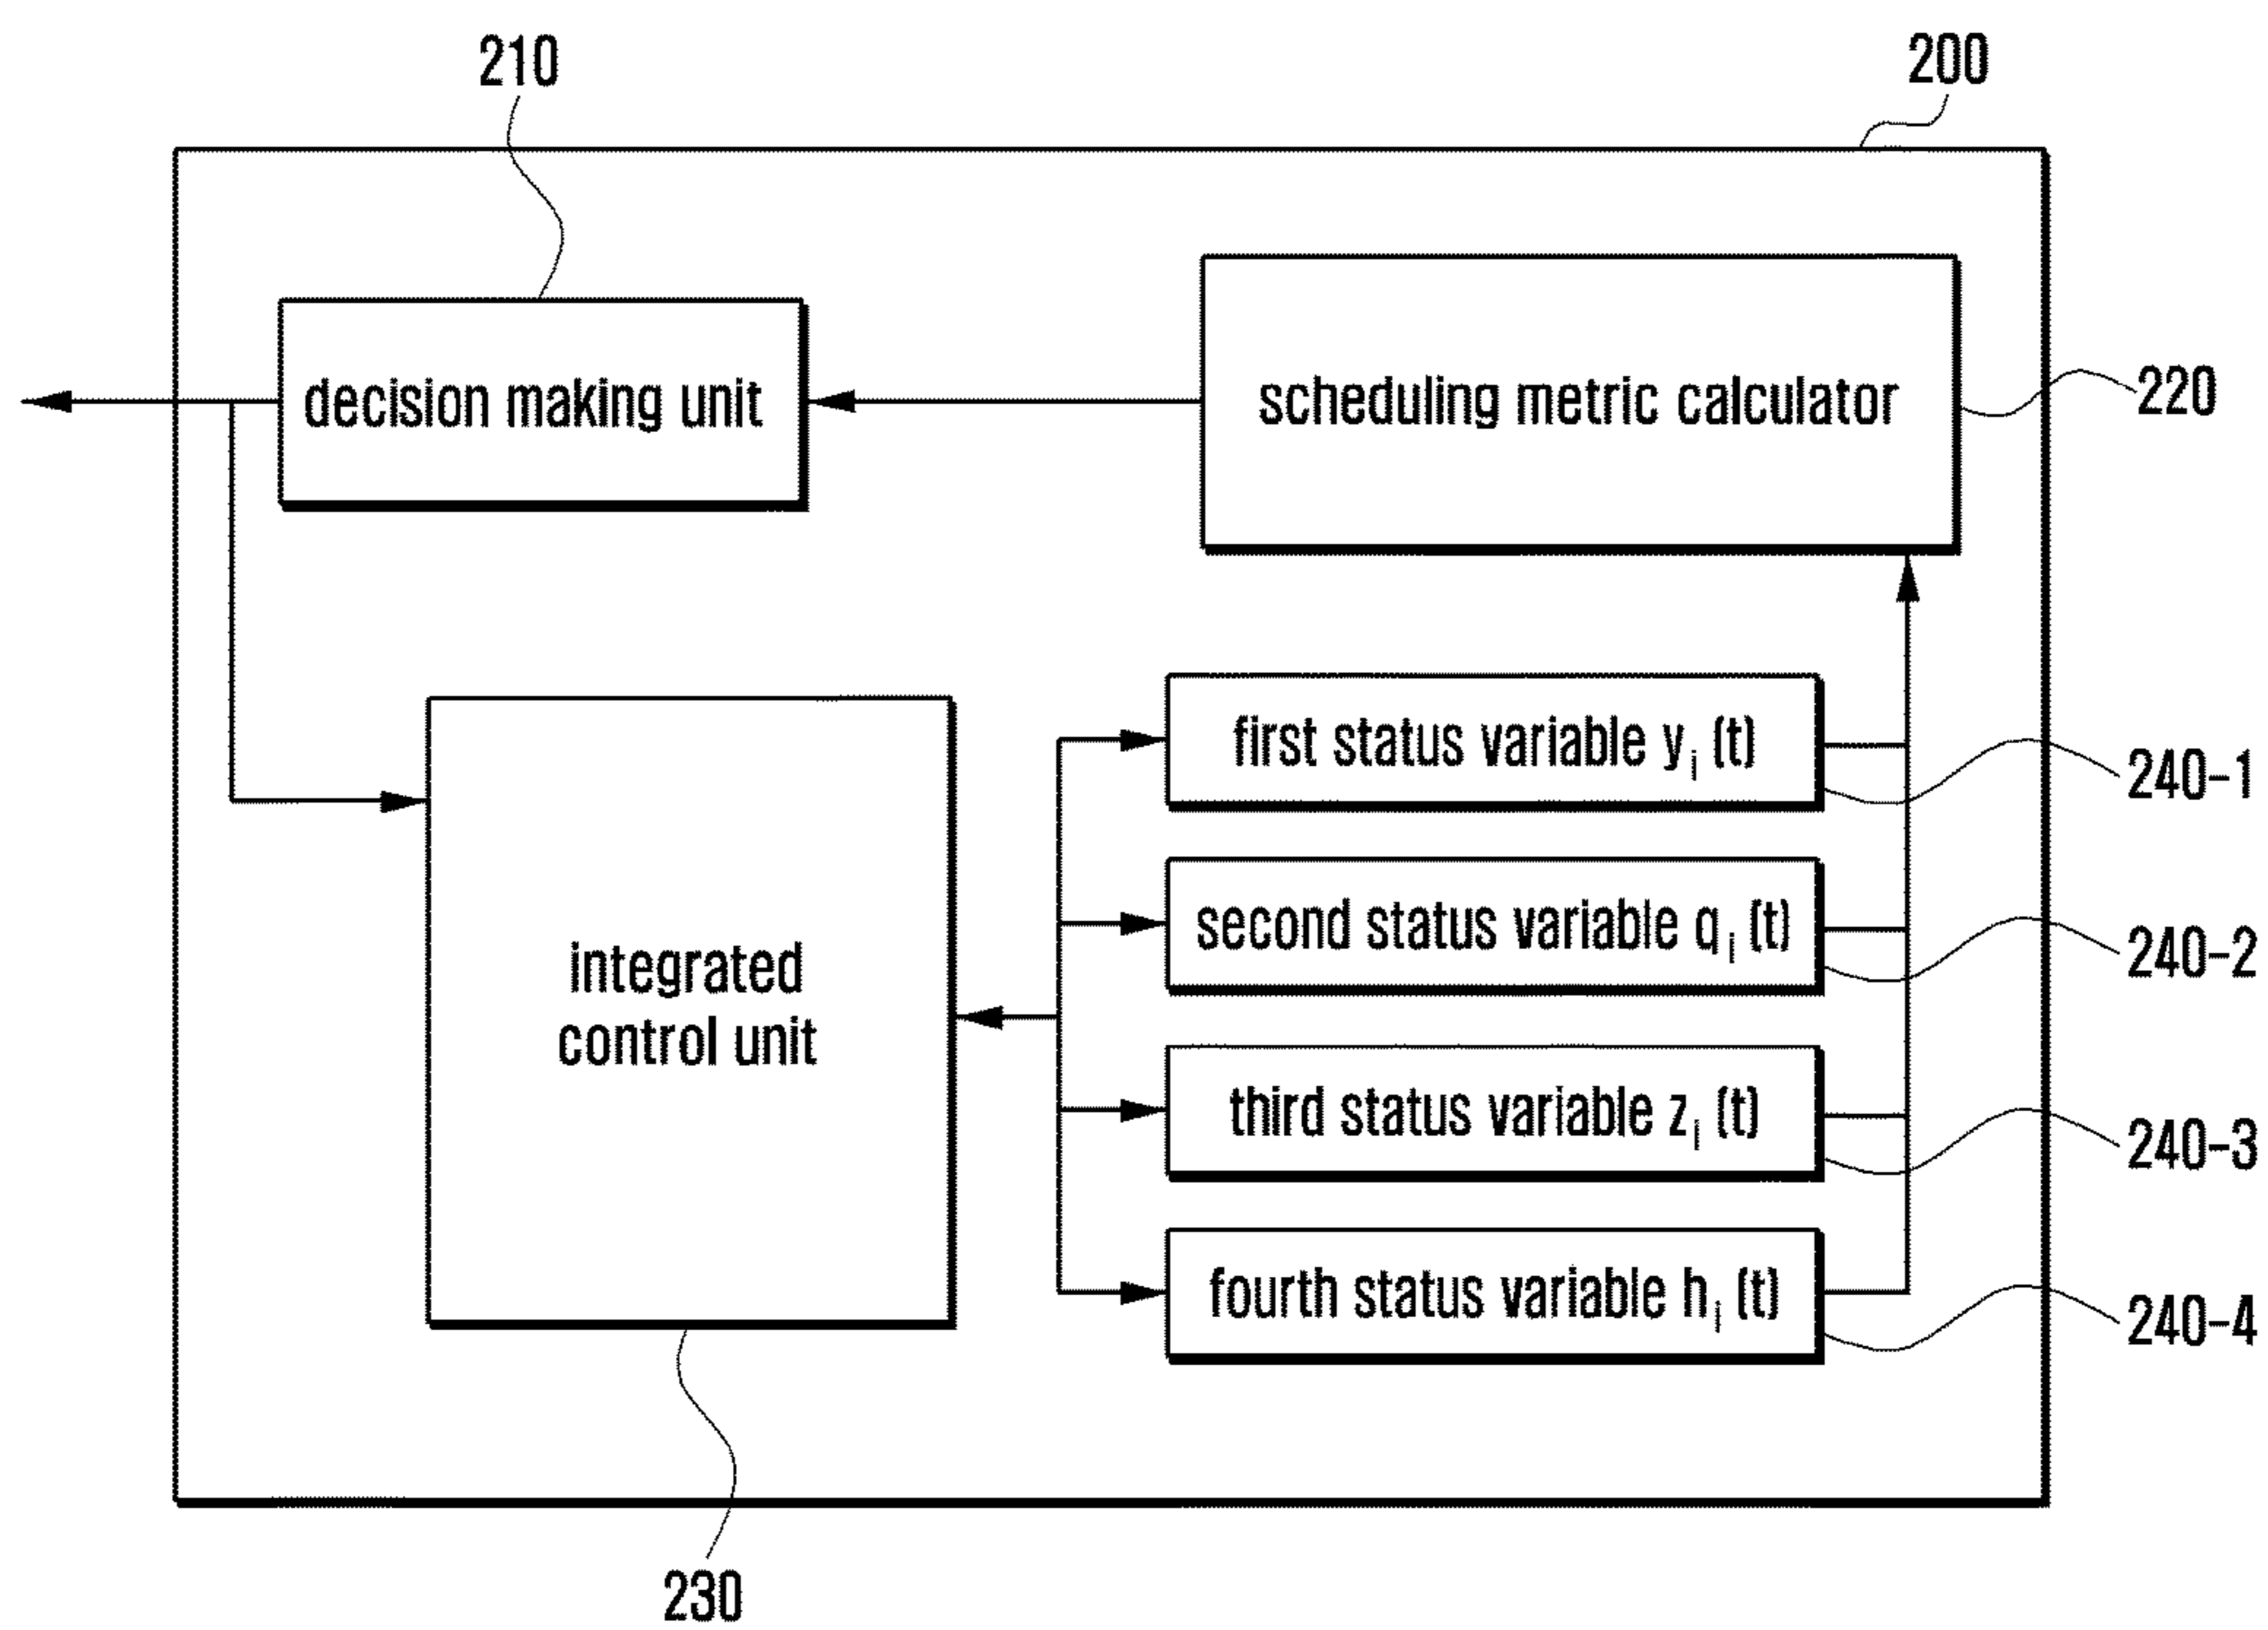 210
200
decision making unit
scheduling metric calculator
220
first status variable yi (t)
240-1
second status variable qi (t)
240-2
integrated
control unit
third status variable zi (t)
240-3
fourth status variable hi (t)
240-4
230